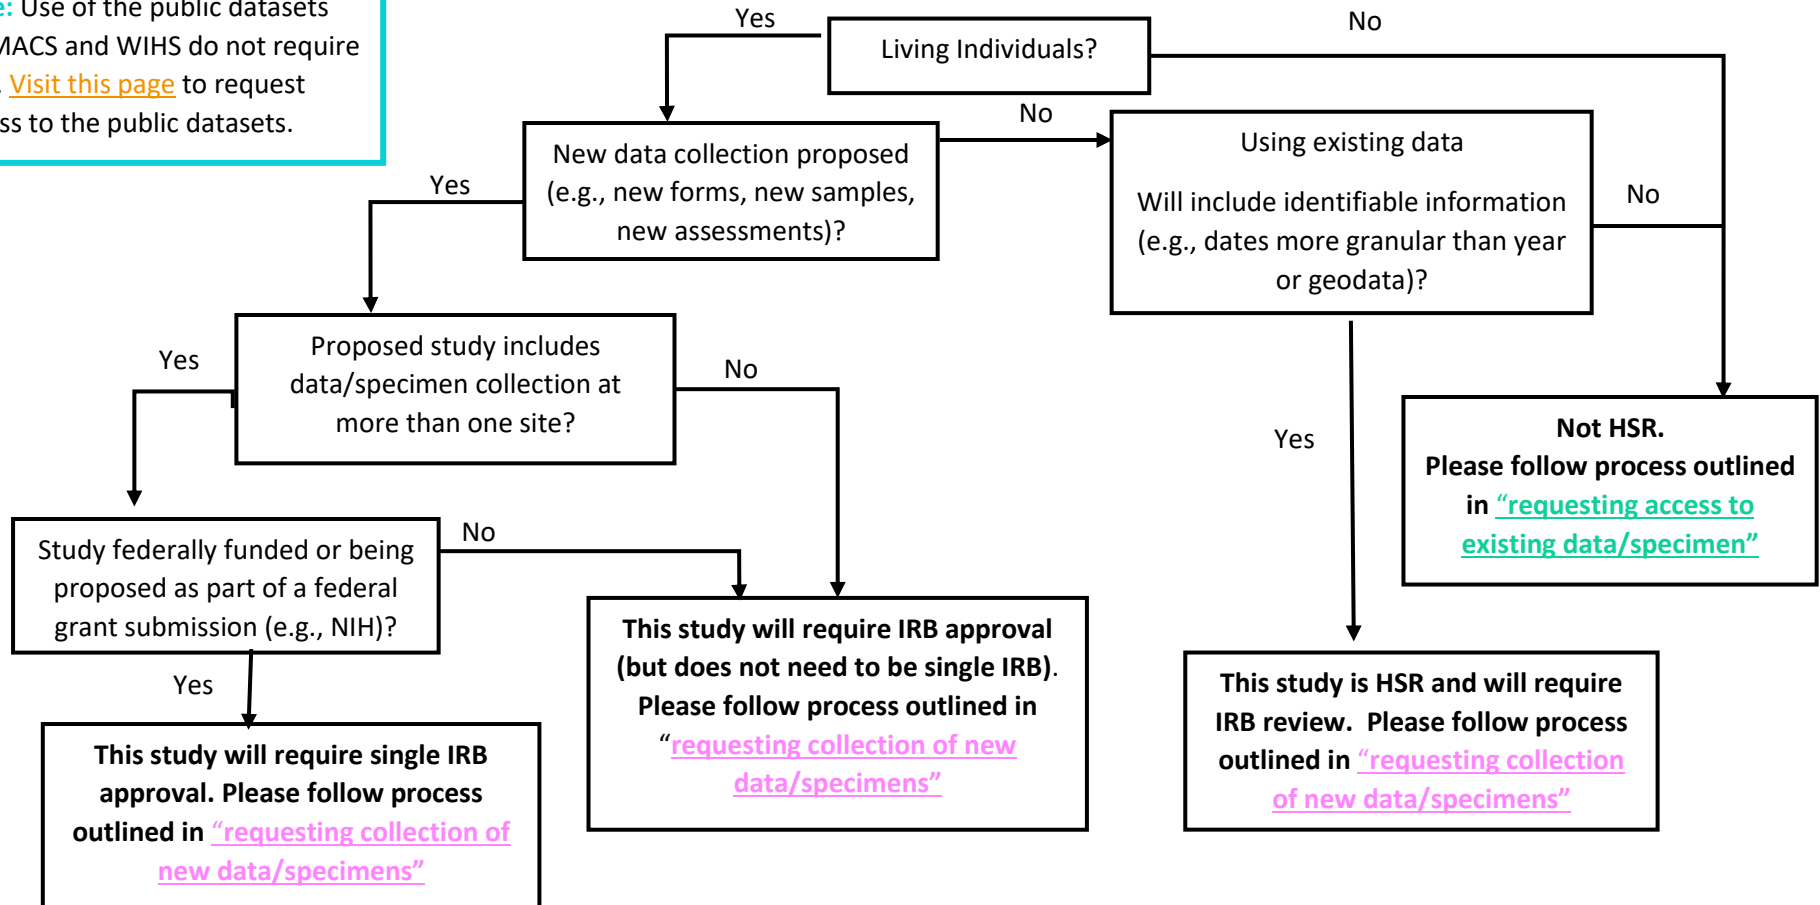 e: Use of the public datasets
MACS and WIHS do not require
. Visit this page to request
ss to the public datasets.
Yes
Living Individuals?
No
New data collection proposed
(e.g., new forms, new samples,
new assessments)?
No
Using existing data
Will include identifiable information
(e.g., dates more granular than year
or geodata)?
No
Yes
Yes
Proposed study includes
data/specimen collection at
more than one site?
No
Yes
Not HSR.
Please follow process outlined
in “requesting access to
existing data/specimen”
Study federally funded or being
proposed as part of a federal
grant submission (e.g., NIH)?
No
Yes
This study will require IRB approval
(but does not need to be single IRB).
Please follow process outlined in
“requesting collection of new
data/specimens”
This study is HSR and will require
IRB review. Please follow process
outlined in “requesting collection
of new data/specimens”
This study will require single IRB
approval. Please follow process
outlined in “requesting collection of
new data/specimens”